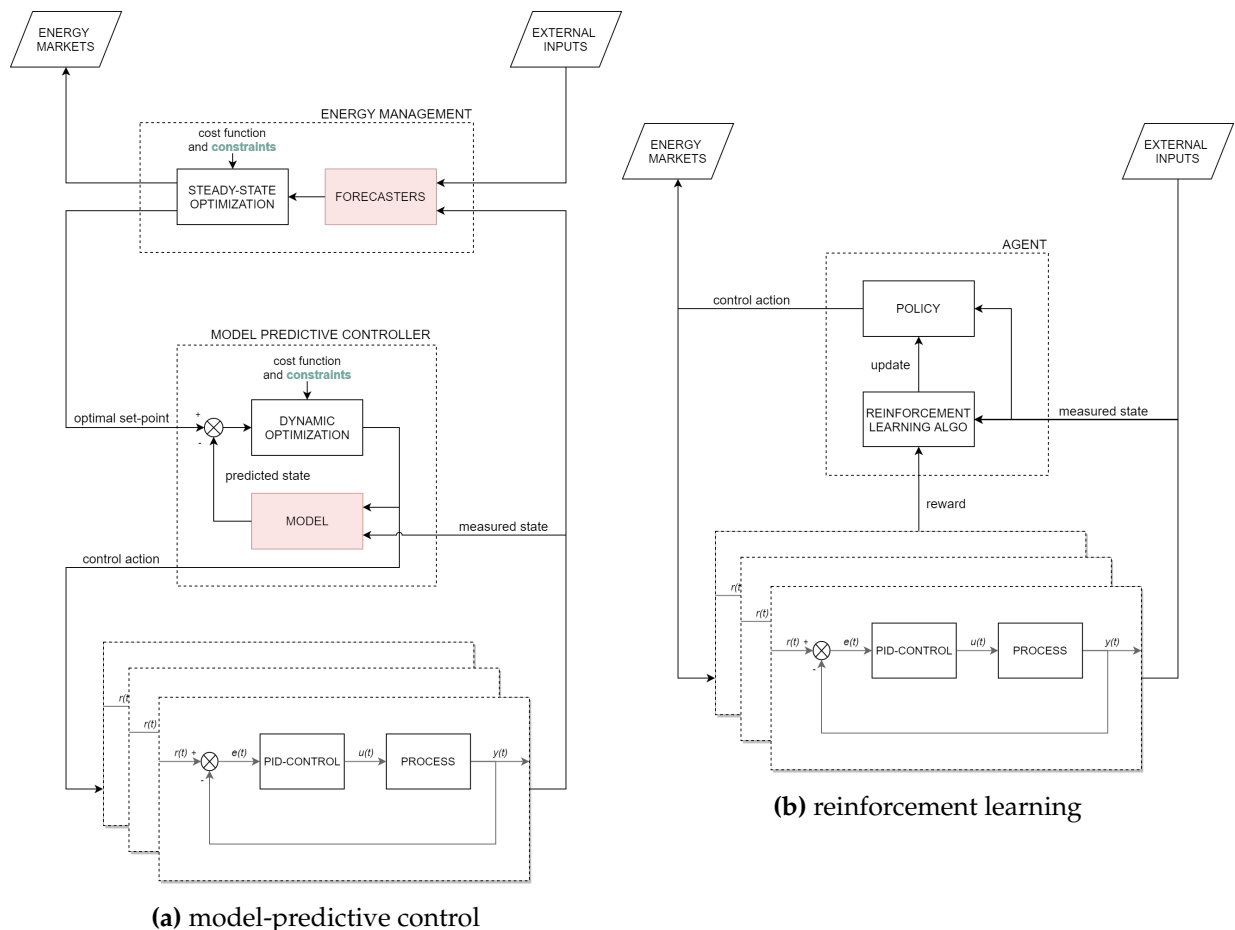 ENERGY
MARKETS
EXTERNAL
INPUTS
ENERGY MANAGEMENT
cost function
and constraints
STEADY-STATE
OPTIMIZATION
FORECASTERS
MODEL PREDICTIVE CONTROLLER
cost function
and constraints
optimal set-point
+
-
DYNAMIC
OPTIMIZATION
predicted state
MODEL
measured state
control action
r(t)
r(t)
r(t) +
-
e(t)
PID-CONTROL
u(t)
PROCESS
y(t)
(a) model-predictive control
ENERGY
MARKETS
EXTERNAL
INPUTS
AGENT
control action
POLICY
update
REINFORCEMENT
LEARNING ALGO
measured state
reward
r(t)
r(t)
r(t) +
-
e(t)
PID-CONTROL
u(t)
PROCESS
y(t)
(b) reinforcement learning